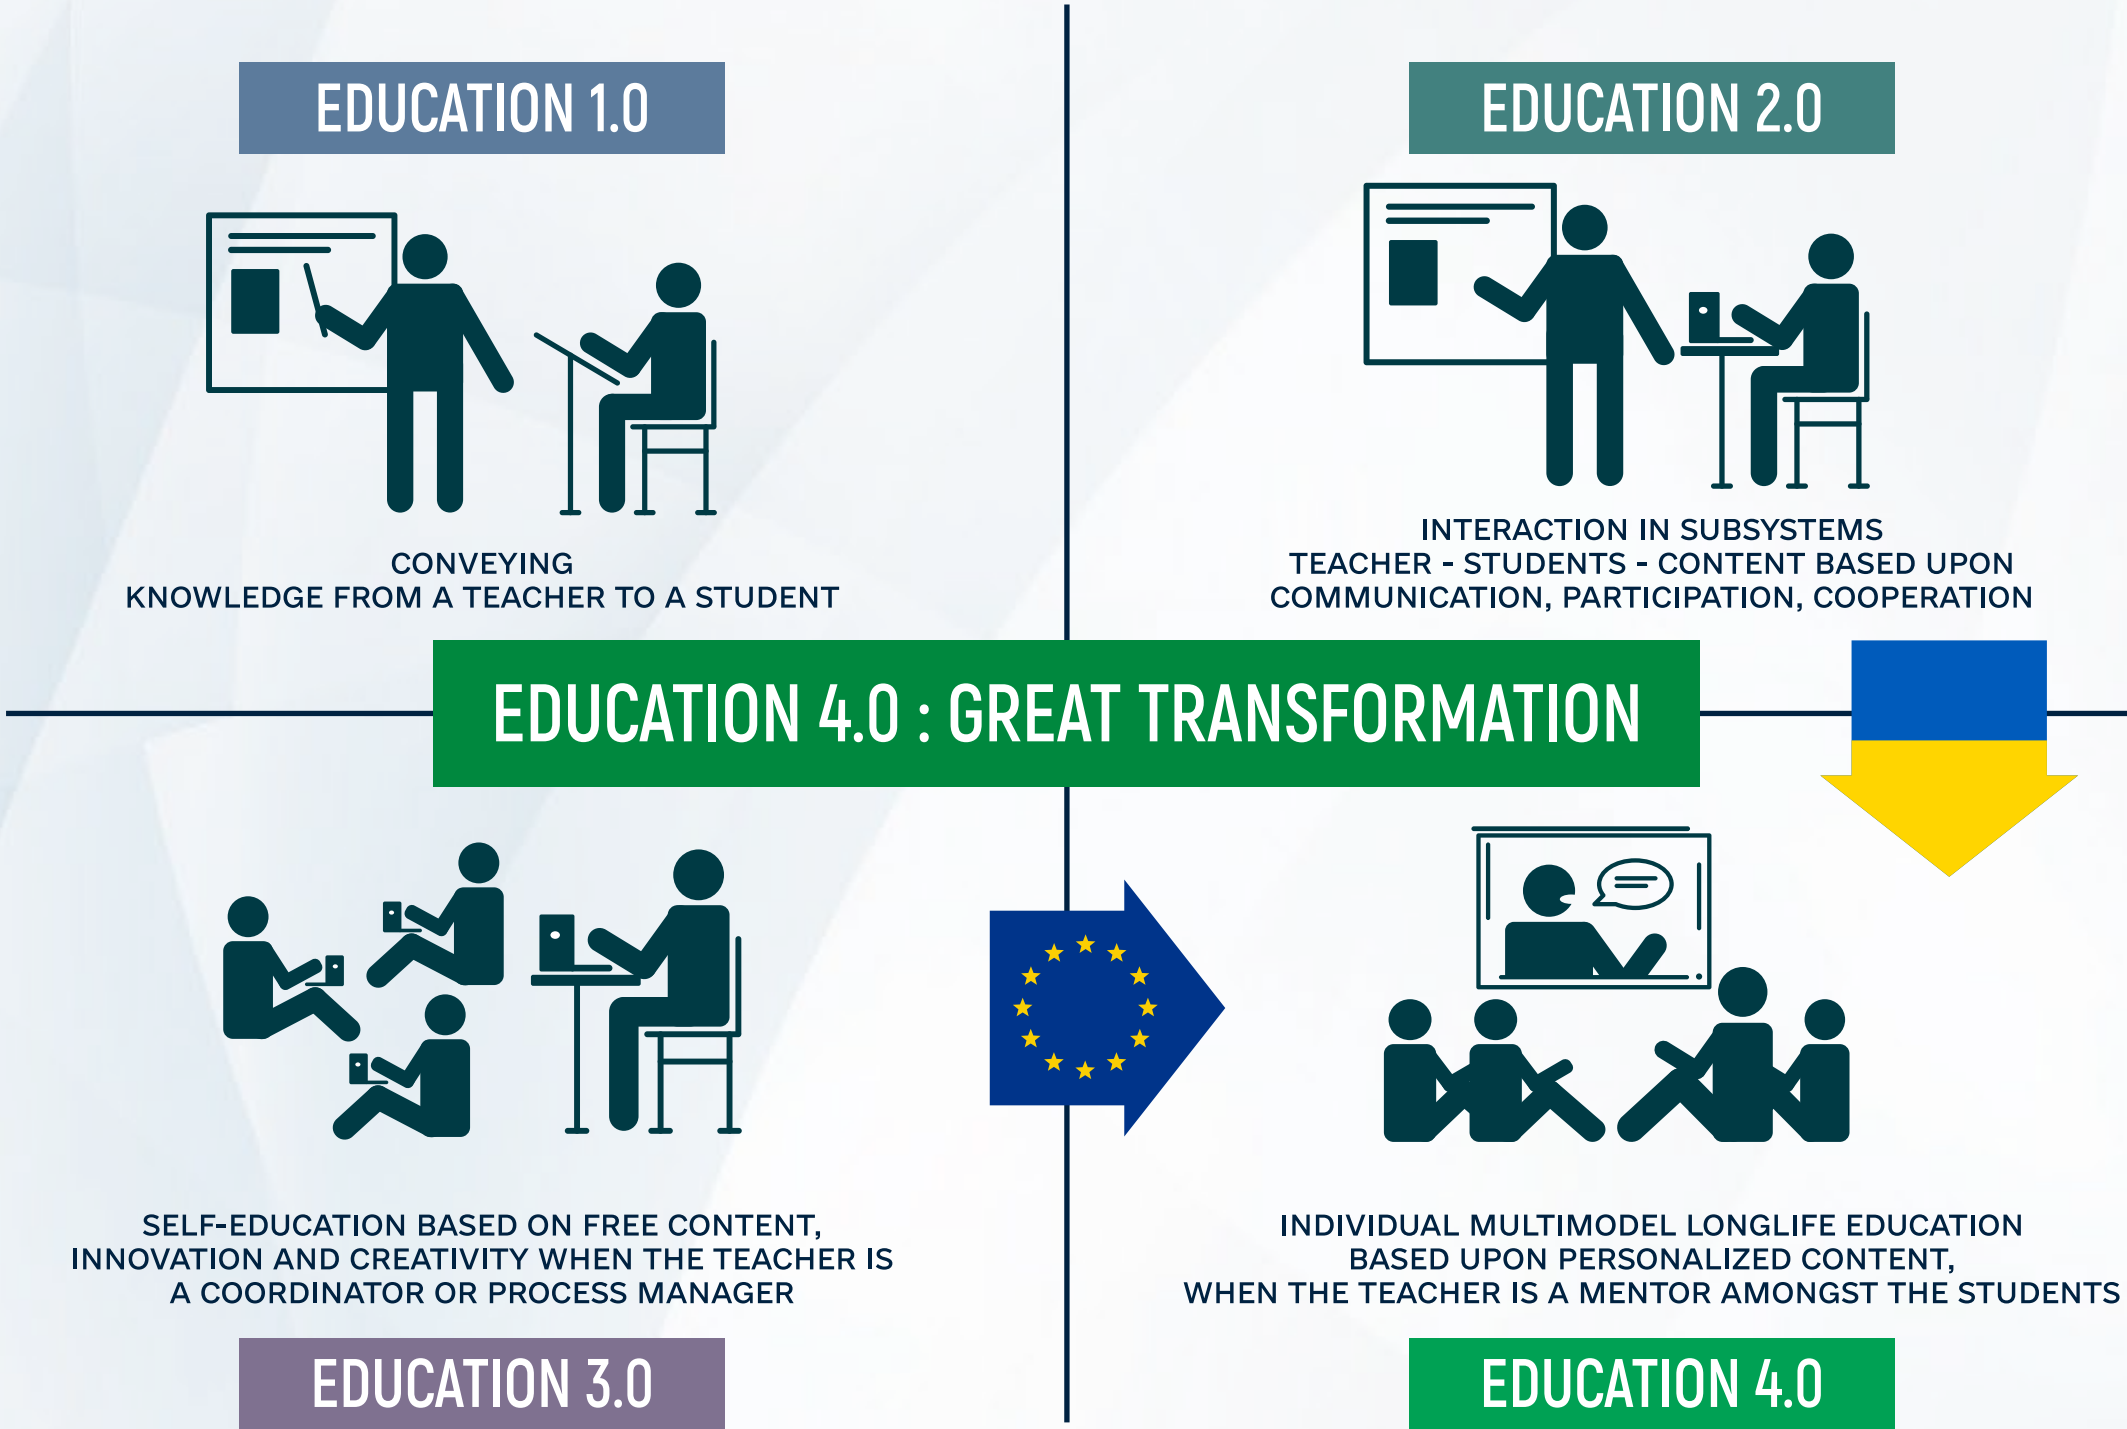 EDUCATION 1.0
CONVEYING
KNOWLEDGE FROM A TEACHER TO A STUDENT
EDUCATION 2.0
INTERACTION IN SUBSYSTEMS
TEACHER - STUDENTS - CONTENT BASED UPON
COMMUNICATION, PARTICIPATION, COOPERATION
EDUCATION 4.0 : GREAT TRANSFORMATION
SELF-EDUCATION BASED ON FREE CONTENT,
INNOVATION AND CREATIVITY WHEN THE TEACHER IS
A COORDINATOR OR PROCESS MANAGER
EDUCATION 3.0
INDIVIDUAL MULTIMODEL LONGLIFE EDUCATION
BASED UPON PERSONALIZED CONTENT,
WHEN THE TEACHER IS A MENTOR AMONGST THE STUDENTS
EDUCATION 4.0